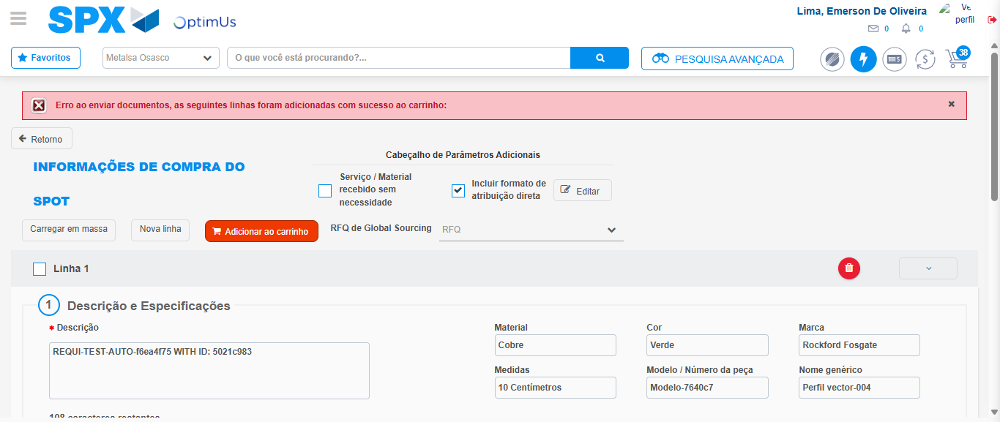 Lima, Emerson De Oliveira
Ve
perfil
0
0
SPX
OptimUs
Favoritos
Metalsa Osasco
O que você está procurando?...
PESQUISA AVANÇADA
38
Erro ao enviar documentos, as seguintes linhas foram adicionadas com sucesso ao carrinho:
Retorno
INFORMAÇÕES DE COMPRA DO
SPOT
Cabeçalho de Parâmetros Adicionais
Serviço / Material
recebido sem
necessidade
Incluir formato de
atribuição direta
Editar
Carregar em massa
Nova linha
Adicionar ao carrinho
RFQ de Global Sourcing
RFQ
Linha 1
1
Descrição e Especificações
* Descrição
REQUI-TEST-AUTO-f6ea4f75 WITH ID: 5021c983
108 caracteres restantes
Material
Cobre
Cor
Verde
Marca
Rockford Fosgate
Medidas
10 Centímetros
Modelo / Número da peça
Modelo-7640c7
Nome genérico
Perfil vector-004